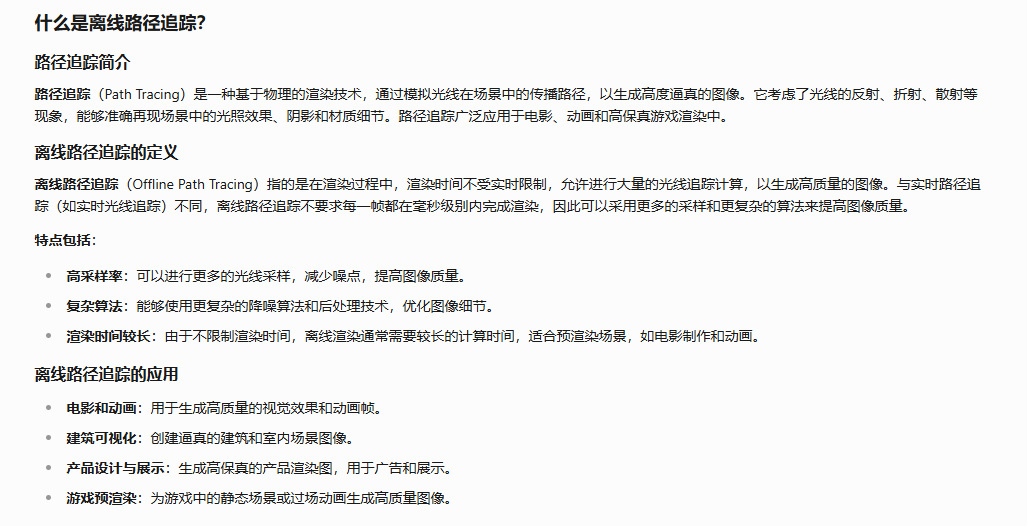 什么是离线路径追踪？
路径追踪简介
路径追踪（Path Tracing）是一种基于物理的渲染技术，通过模拟光线在场景中的传播路径，以生成高度逼真的图像。它考虑了光线的反射、折射、散射等
现象，能够准确再现场景中的光照效果、阴影和材质细节。路径追踪广泛应用于电影、动画和高保真游戏渲染中。
离线路径追踪的定义
离线路径追踪（Offline Path Tracing）指的是在渲染过程中，渲染时间不受实时限制，允许进行大量的光线追踪计算，以生成高质量的图像。与实时路径追
踪（如实时光线追踪）不同，离线路径追踪不要求每一帧都在毫秒级别内完成渲染，因此可以采用更多的采样和更复杂的算法来提高图像质量。
特点包括：
• 高采样率：可以进行更多的光线采样，减少噪点，提高图像质量。
• 复杂算法：能够使用更复杂的降噪算法和后处理技术，优化图像细节。
• 渲染时间较长：由于不限制渲染时间，离线渲染通常需要较长的计算时间，适合预渲染场景，如电影制作和动画。
离线路径追踪的应用
• 电影和动画：用于生成高质量的视觉效果和动画帧。
• 建筑可视化：创建逼真的建筑和室内场景图像。
• 产品设计与展示：生成高保真的产品渲染图，用于广告和展示。
• 游戏预渲染：为游戏中的静态场景或过场动画生成高质量图像。